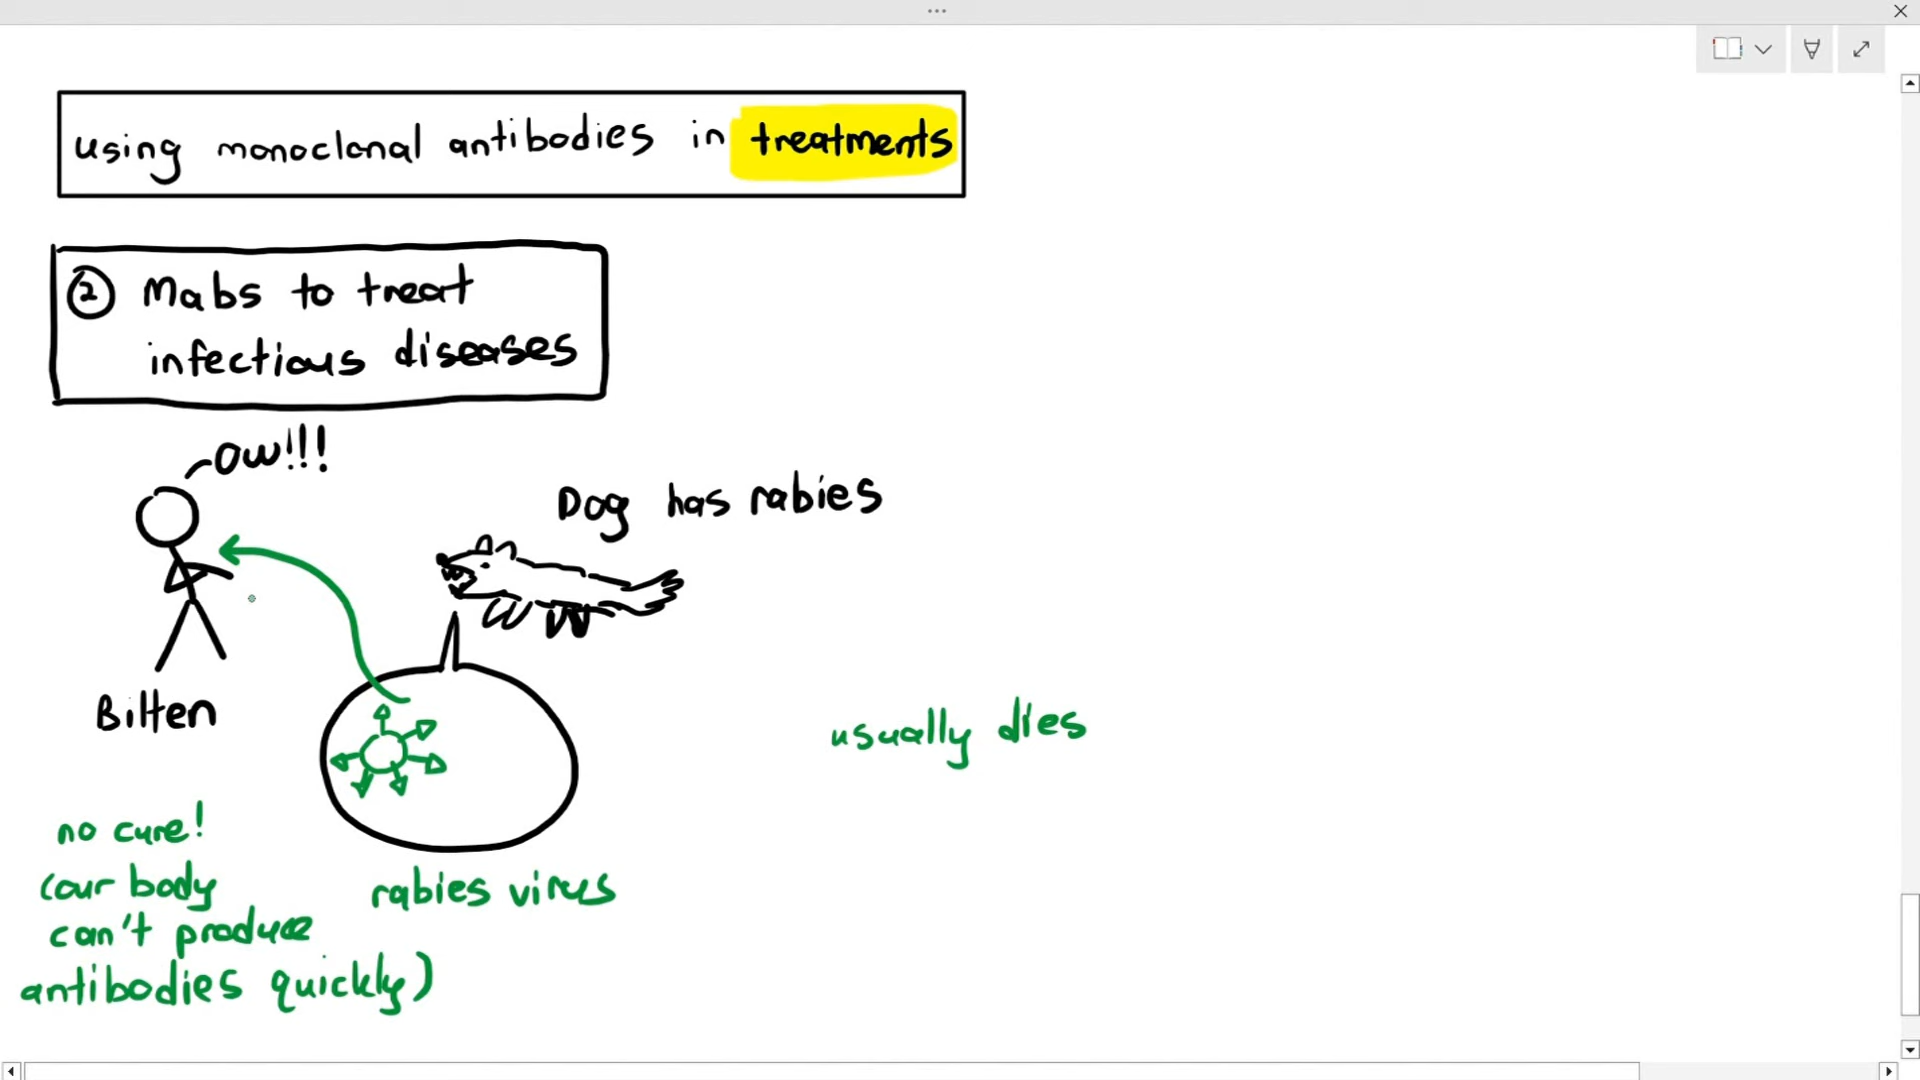 using monoclonal antibodies in treatments
② Mabs to treat
infectious diseases
ow!!!
Dog has rabies
Bitten
usually dies
no cure!
(our body
can't produce
antibodies quickly)
rabies virus